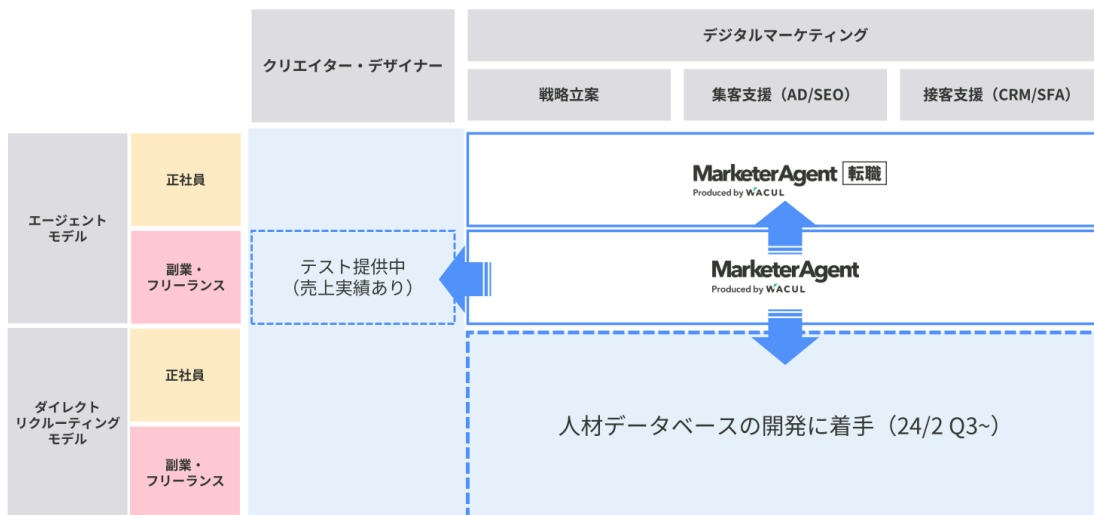 クリエイター・デザイナー
デジタルマーケティング
戦略立案
集客支援（AD/SEO）
接客支援（CRM/SFA）
エージェント
モデル
正社員
MarketerAgent 転職
Produced by WACUL
副業・
フリーランス
テスト提供中
（売上実績あり）
MarketerAgent
Produced by WACUL
ダイレクト
リクルーティング
モデル
正社員
副業・
フリーランス
人材データベースの開発に着手（24/2 Q3~）